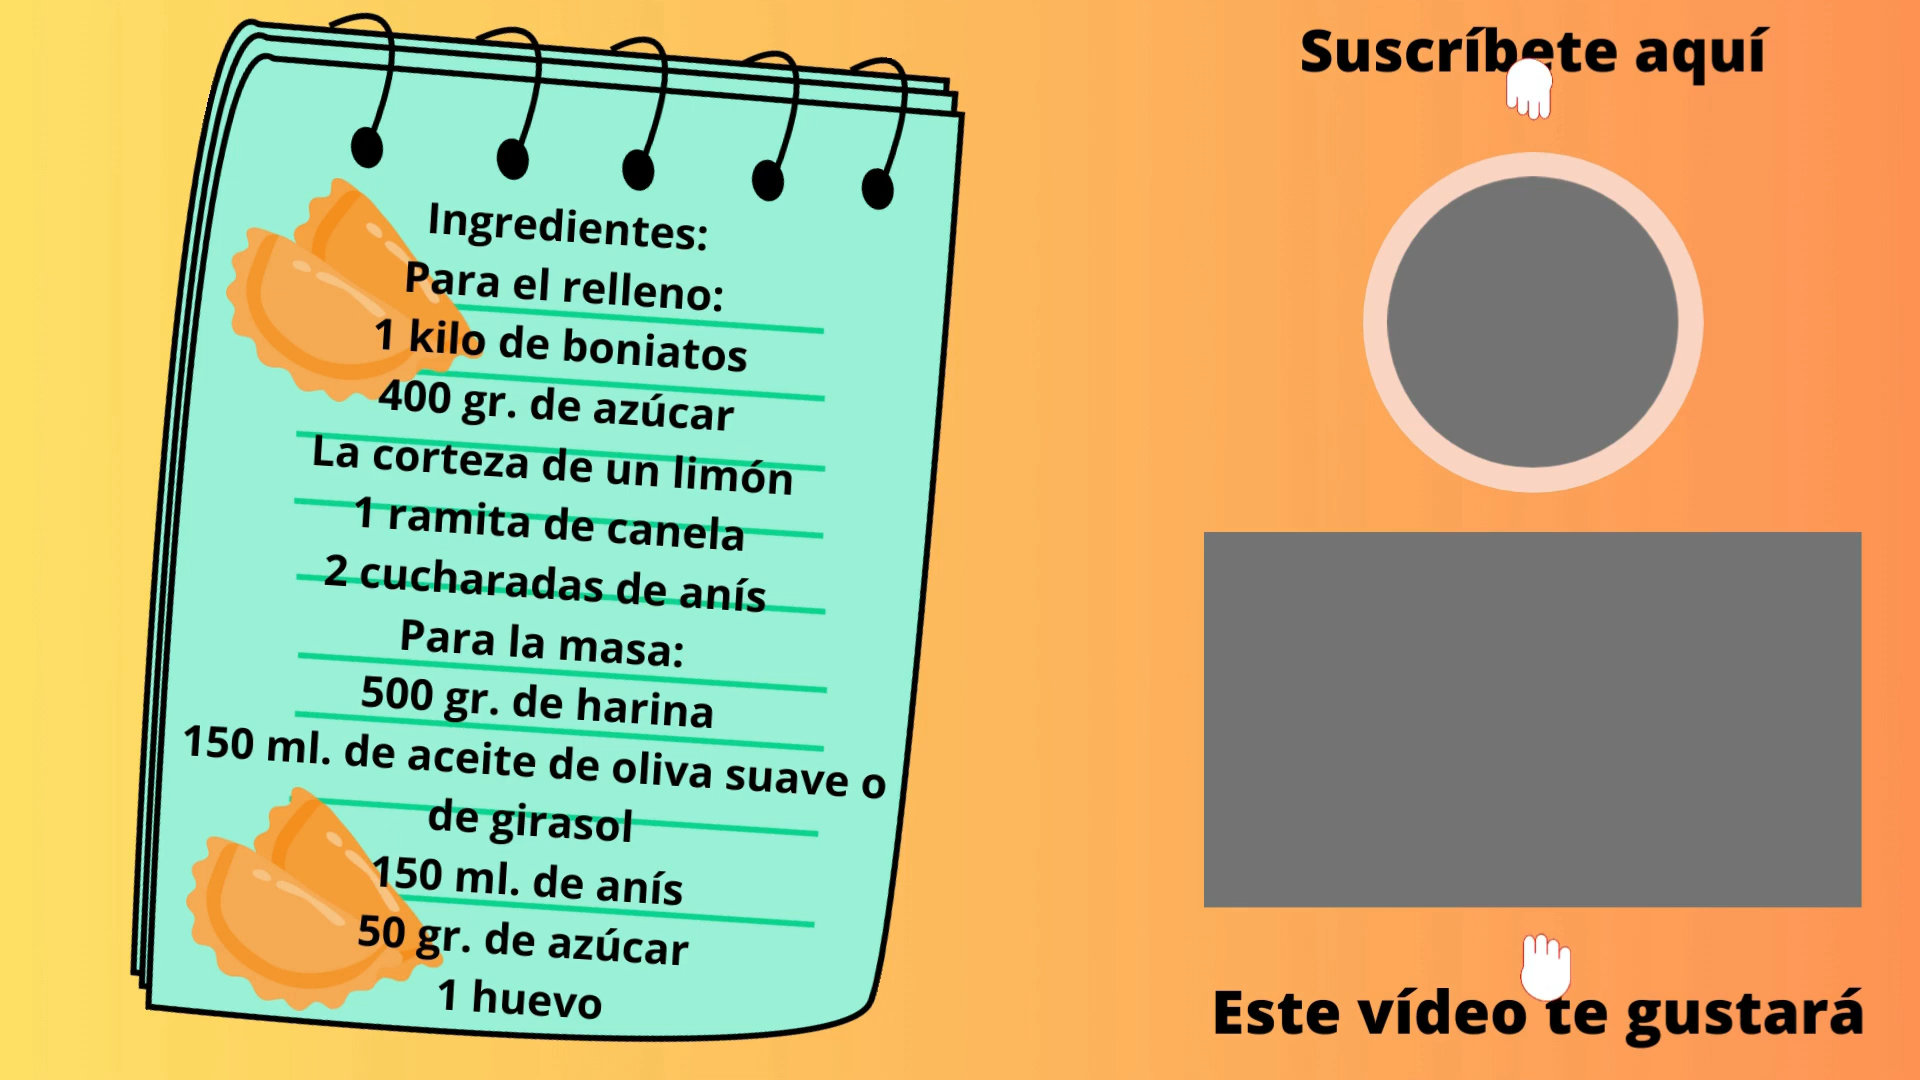 Ingredientes:
Para el relleno:
1 kilo de boniatos
400 gr. de azúcar
La corteza de un limón
1 ramita de canela
2 cucharadas de anís
Para la masa:
500 gr. de harina
150 ml. de aceite de oliva suave o
de girasol
150 ml. de anís
50 gr. de azúcar
1 huevo
Suscríbete aquí
Este vídeo te gustará